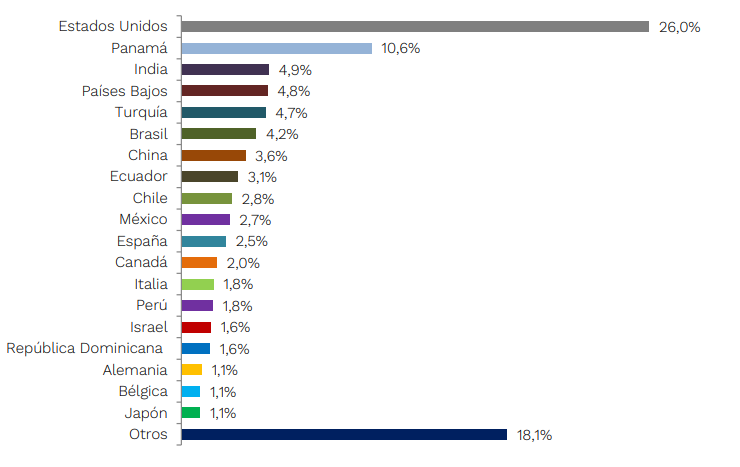 Estados Unidos 26,0%
Panamá 10,6%
India 4,9%
Países Bajos 4,8%
Turquía 4,7%
Brasil 4,2%
China 3,6%
Ecuador 3,1%
Chile 2,8%
México 2,7%
España 2,5%
Canadá 2,0%
Italia 1,8%
Perú 1,8%
Israel 1,6%
República Dominicana 1,6%
Alemania 1,1%
Bélgica 1,1%
Japón 1,1%
Otros 18,1%